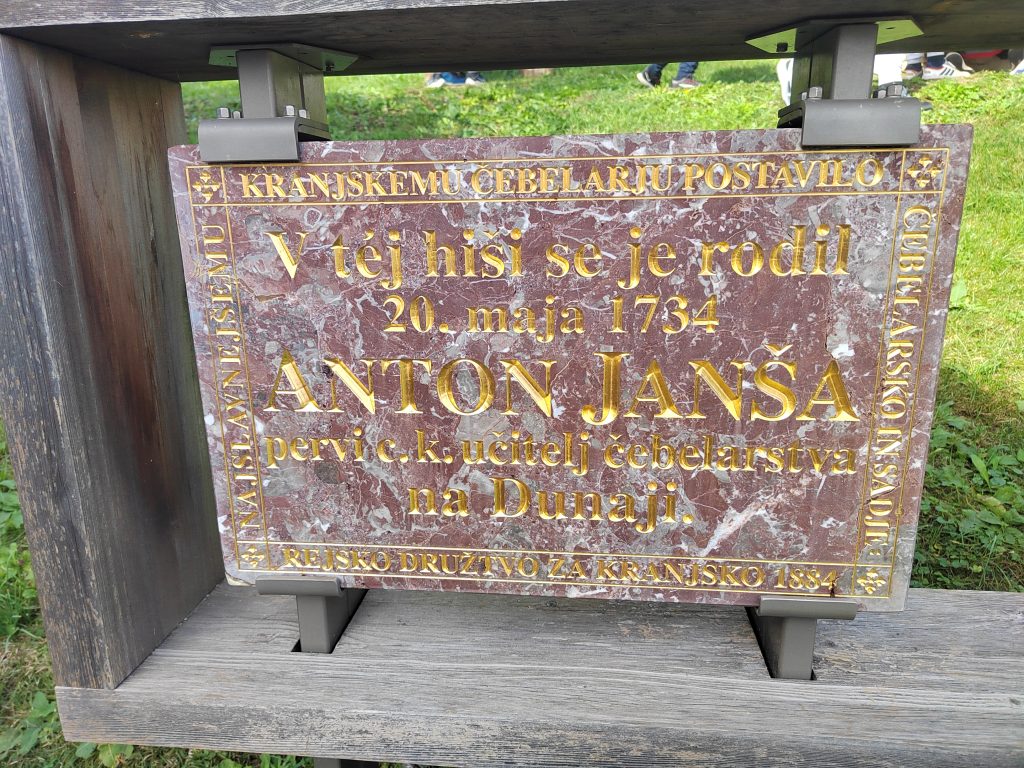 NAJSLAVNEJŠEMU
KRANJSKEMU ČEBELARJU POSTAVILO
ČEBELARSKO IN SADJE
REJSKO DRUŽTVO ZA KRANJSKO 1884
V téj hiši se je rodil
20. maja 1734
ANTON JANŠA
pervi c. k. učitelj čebelarstva
na Dunaji.